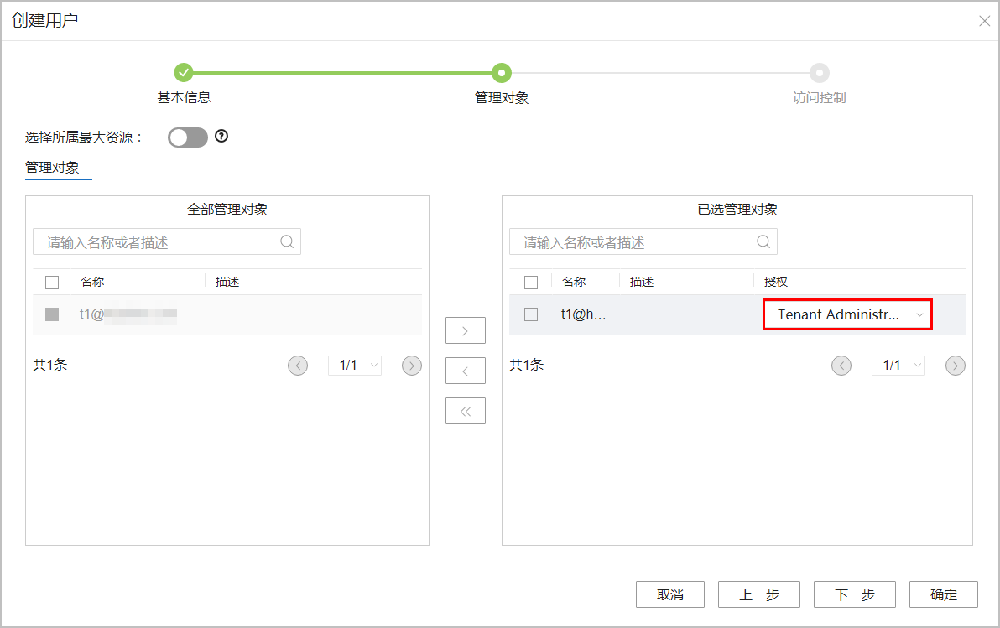 创建用户
基本信息
管理对象
访问控制
选择所属最大资源：
管理对象
全部管理对象
请输入名称或者描述
名称 描述
t1@
共1条 1/1
已选管理对象
请输入名称或者描述
名称 描述 授权
t1@h... Tenant Administr...
共1条 1/1
取消 上一步 下一步 确定